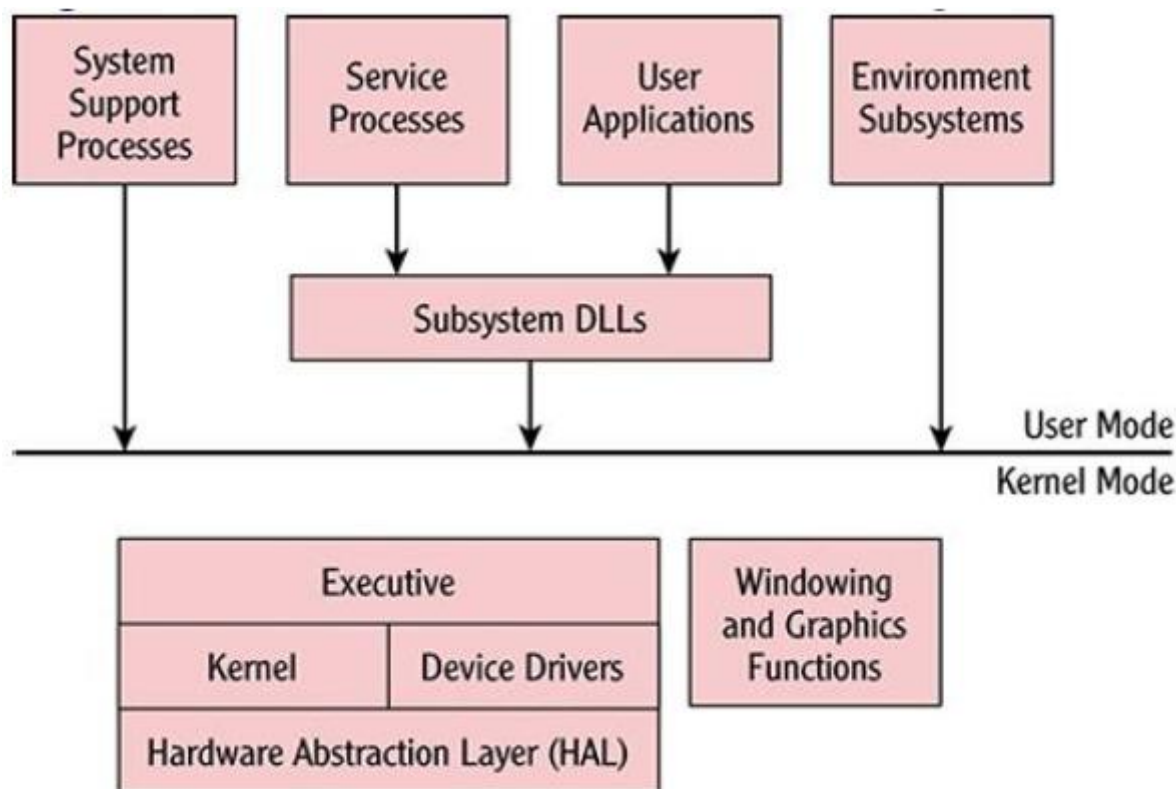 System
Support
Processes
Service
Processes
User
Applications
Environment
Subsystems
Subsystem DLLs
User Mode
Kernel Mode
Executive
Kernel
Device Drivers
Hardware Abstraction Layer (HAL)
Windowing
and Graphics
Functions